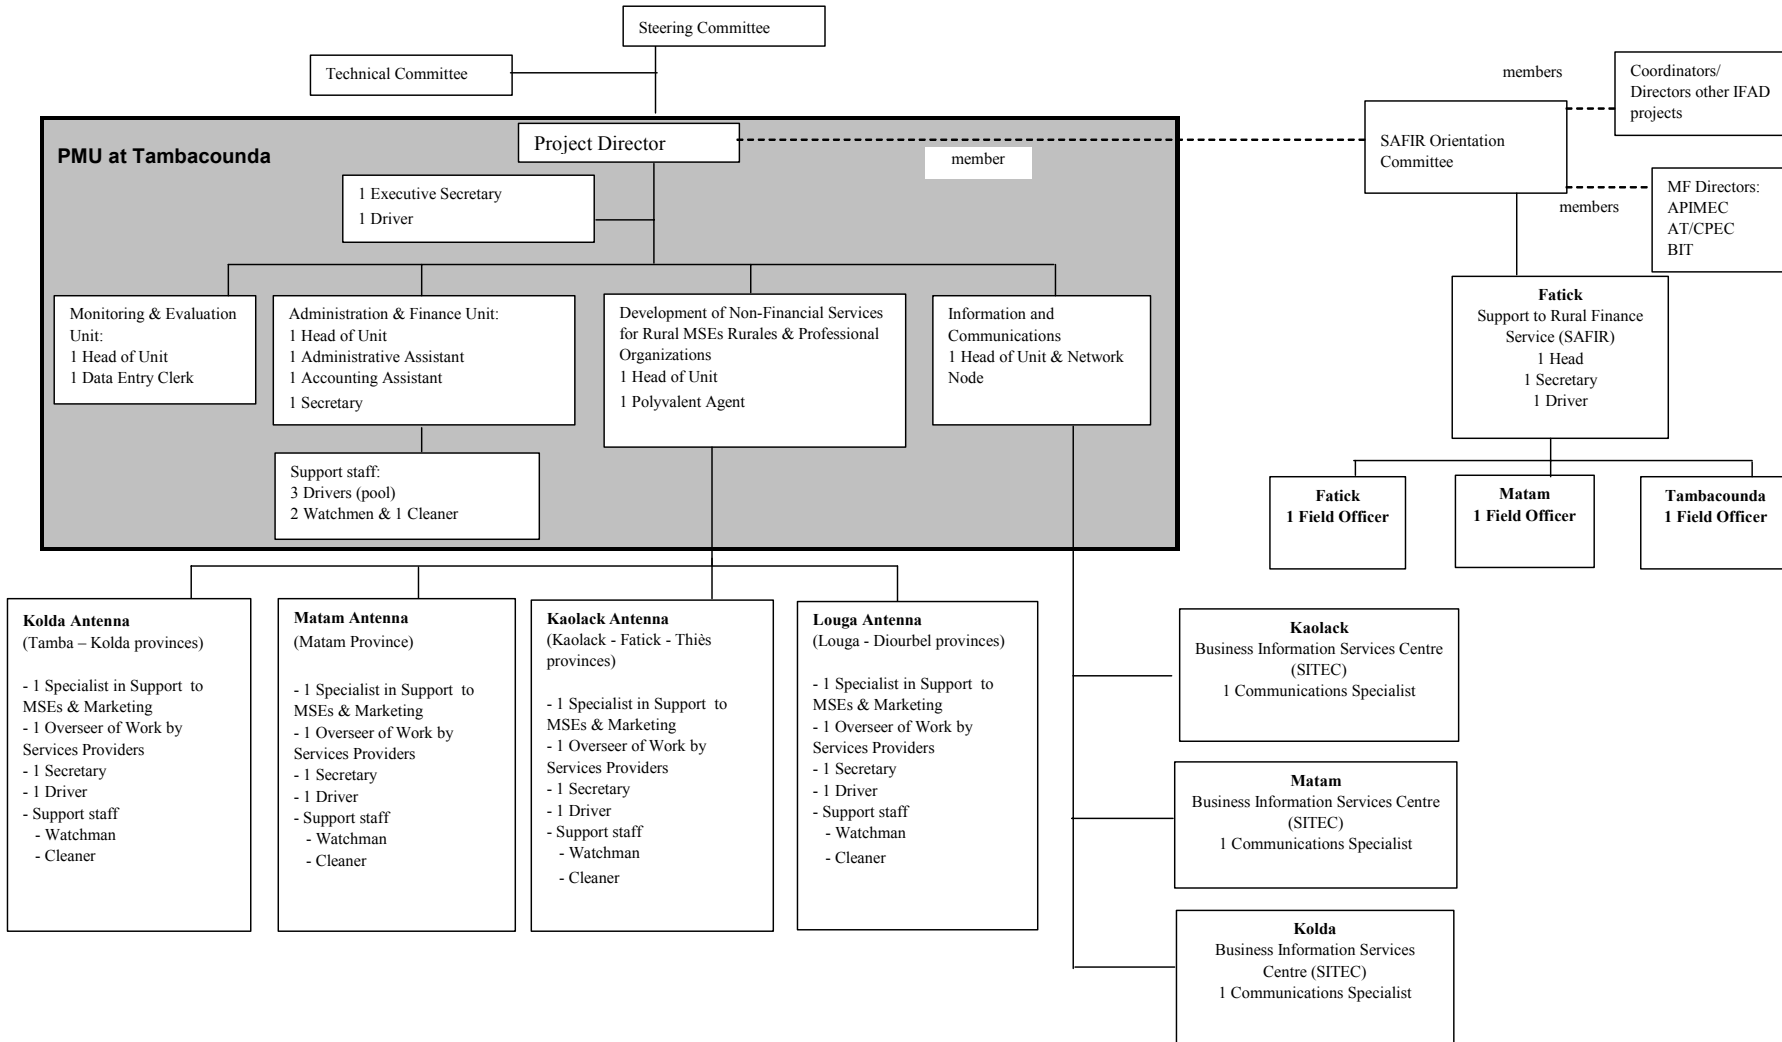 Steering Committee
Technical Committee
members
Coordinators/
Directors other IFAD
projects
PMU at Tambacounda
Project Director
member
SAFIR Orientation
Committee
members
MF Directors:
APIMEC
AT/CPEC
BIT
1 Executive Secretary
1 Driver
Monitoring & Evaluation
Unit:
1 Head of Unit
1 Data Entry Clerk
Administration & Finance Unit:
1 Head of Unit
1 Administrative Assistant
1 Accounting Assistant
1 Secretary
Development of Non-Financial Services
for Rural MSEs Rurales & Professional
Organizations
1 Head of Unit
1 Polyvalent Agent
Information and
Communications
1 Head of Unit & Network
Node
Fatick
Support to Rural Finance
Service (SAFIR)
1 Head
1 Secretary
1 Driver
Support staff:
3 Drivers (pool)
2 Watchmen & 1 Cleaner
Fatick
1 Field Officer
Matam
1 Field Officer
Tambacounda
1 Field Officer
Kolda Antenna
(Tamba – Kolda provinces)
- 1 Specialist in Support to
MSEs & Marketing
- 1 Overseer of Work by
Services Providers
- 1 Secretary
- 1 Driver
- Support staff
- Watchman
- Cleaner
Matam Antenna
(Matam Province)
- 1 Specialist in Support to
MSEs & Marketing
- 1 Overseer of Work by
Services Providers
- 1 Secretary
- 1 Driver
- Support staff
- Watchman
- Cleaner
Kaolack Antenna
(Kaolack - Fatick - Thiès
provinces)
- 1 Specialist in Support to
MSEs & Marketing
- 1 Overseer of Work by
Services Providers
- 1 Secretary
- 1 Driver
- Support staff
- Watchman
- Cleaner
Louga Antenna
(Louga - Diourbel provinces)
- 1 Specialist in Support to
MSEs & Marketing
- 1 Overseer of Work by
Services Providers
- 1 Secretary
- 1 Driver
- Support staff
- Watchman
- Cleaner
Kaolack
Business Information Services Centre
(SITEC)
1 Communications Specialist
Matam
Business Information Services Centre
(SITEC)
1 Communications Specialist
Kolda
Business Information Services
Centre (SITEC)
1 Communications Specialist